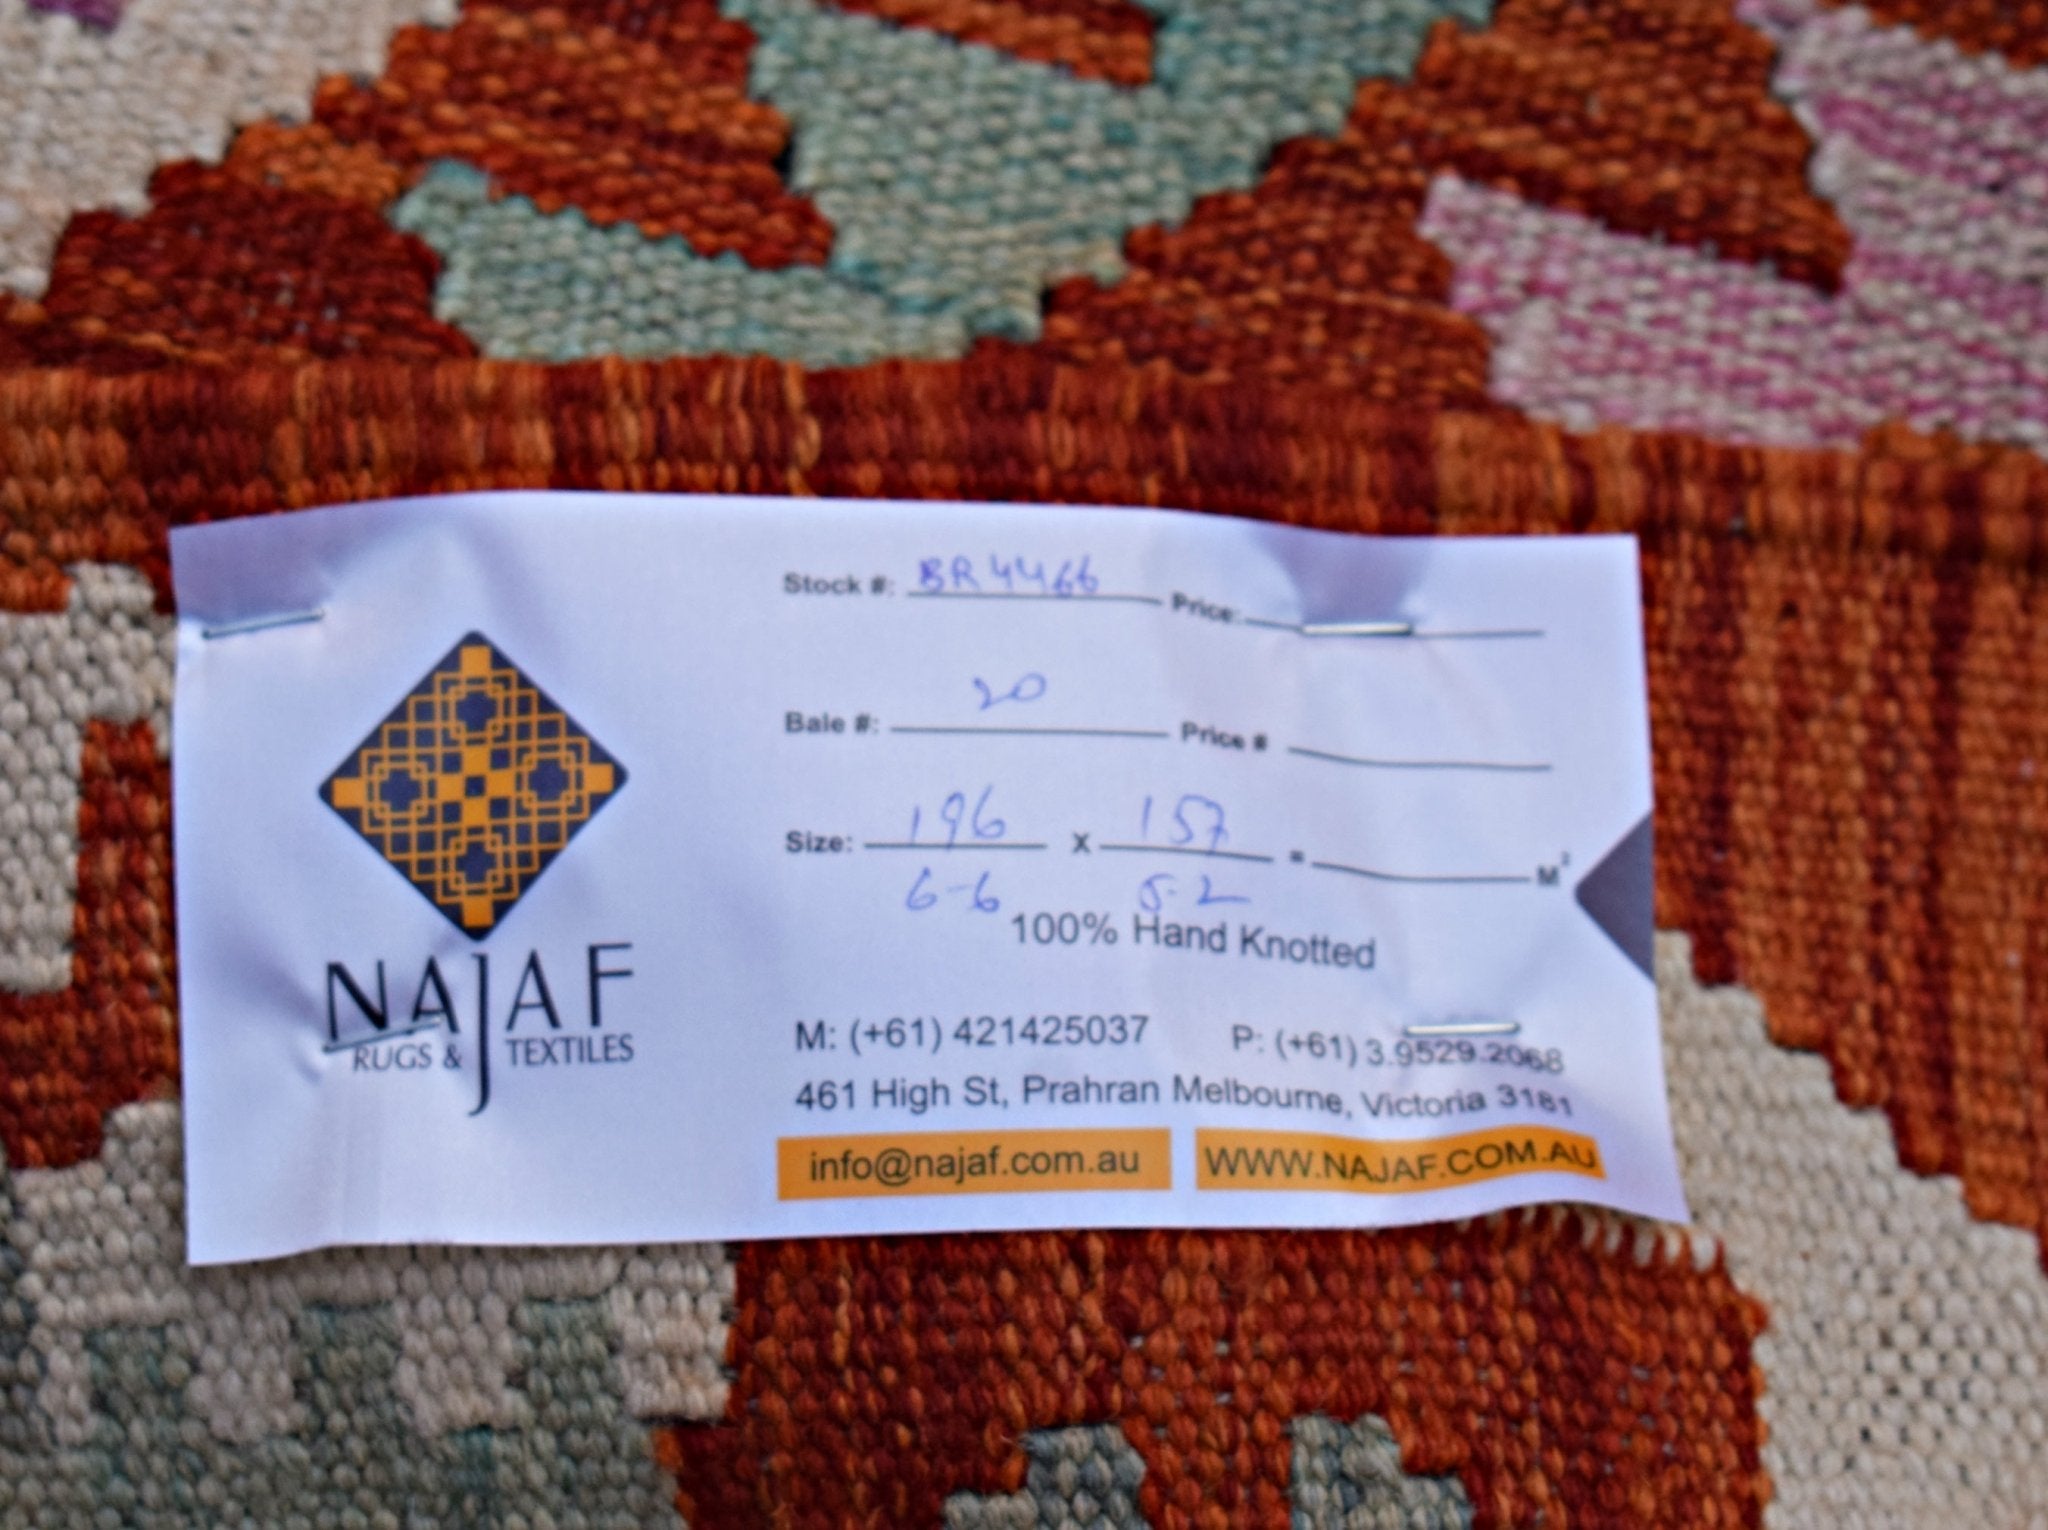 NAJAF
RUGS & TEXTILES
Stock #: BR4466 Price:
Bale #: 20 Price #
Size: 196 X 157 = M²
6-6 5-2
100% Hand Knotted
M: (+61) 421425037 P: (+61) 3.9529.2068
461 High St, Prahran Melbourne, Victoria 3181
info@najaf.com.au WWW.NAJAF.COM.AU